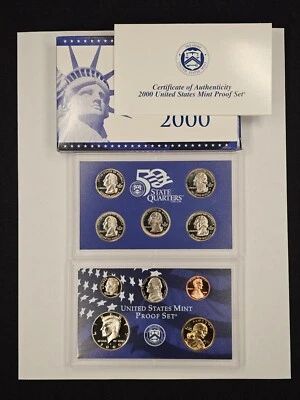 Certificate of Authenticity
2000 United States Mint Proof Set®
2000
50
STATE
QUARTERS
UNITED STATES MINT
PROOF SET®